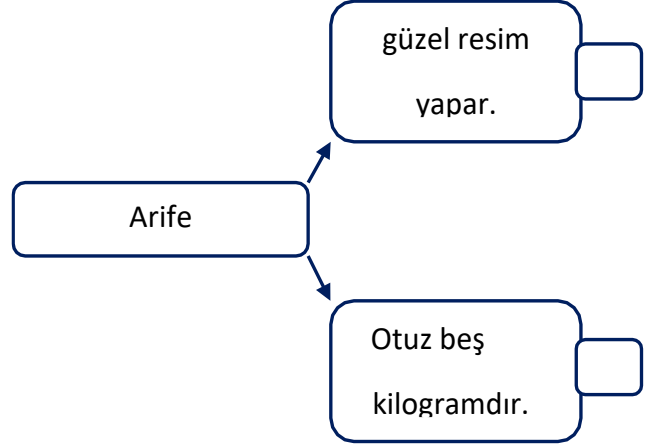 güzel resim
yapar.
Arife
Otuz beş
kilogramdır.